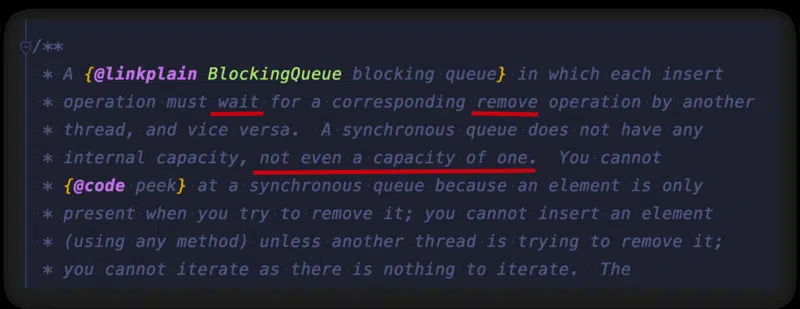 /**
* A {@linkplain BlockingQueue blocking queue} in which each insert
* operation must wait for a corresponding remove operation by another
* thread, and vice versa.  A synchronous queue does not have any
* internal capacity, not even a capacity of one.  You cannot
* {@code peek} at a synchronous queue because an element is only
* present when you try to remove it; you cannot insert an element
* (using any method) unless another thread is trying to remove it;
* you cannot iterate as there is nothing to iterate.  The